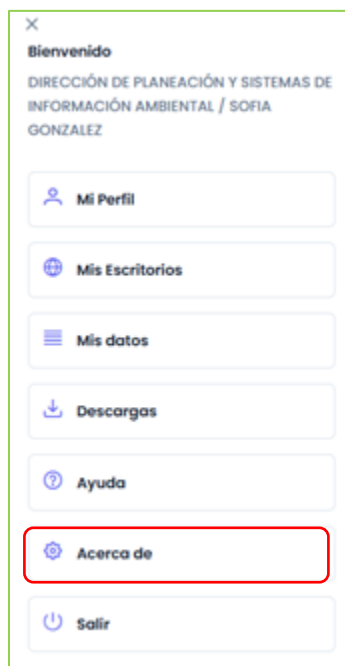 Bienvenido
DIRECCIÓN DE PLANEACIÓN Y SISTEMAS DE
INFORMACIÓN AMBIENTAL / SOFIA
GONZALEZ
Mi Perfil
Mis Escritorios
Mis datos
Descargas
Ayuda
Acerca de
Salir